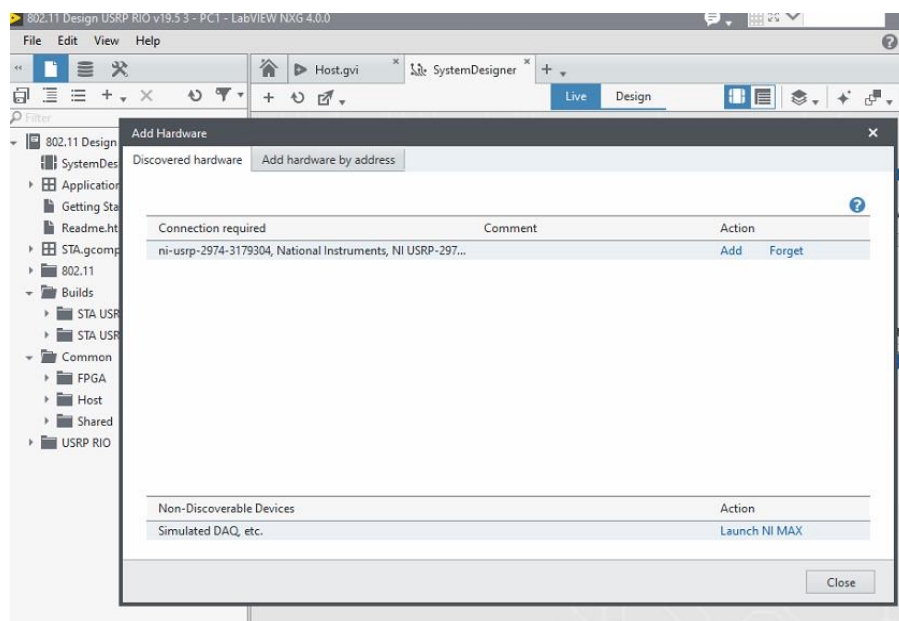 802.11 Design USRP RIO v19.5 3 - PC1 - LabVIEW NXG 4.0.0
File Edit View Help
Host.gvi × SystemDesigner × +
Live Design
Filter
802.11 Design
SystemDes
Application
Getting Sta
Readme.ht
STA.gcomp
802.11
Builds
STA USR
STA USR
Common
FPGA
Host
Shared
USRP RIO
Add Hardware ×
Discovered hardware Add hardware by address
Connection required Comment Action
ni-usrp-2974-3179304, National Instruments, NI USRP-297... Add Forget
Non-Discoverable Devices Action
Simulated DAQ, etc. Launch NI MAX
Close